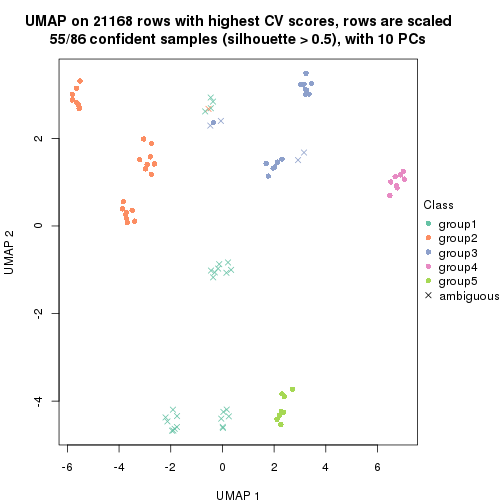 UMAP on 21168 rows with highest CV scores, rows are scaled
55/86 confident samples (silhouette > 0.5), with 10 PCs
UMAP 2
2
0
-2
-4
-6
-4
-2
0
2
4
6
UMAP 1
Class
group1
group2
group3
group4
group5
ambiguous